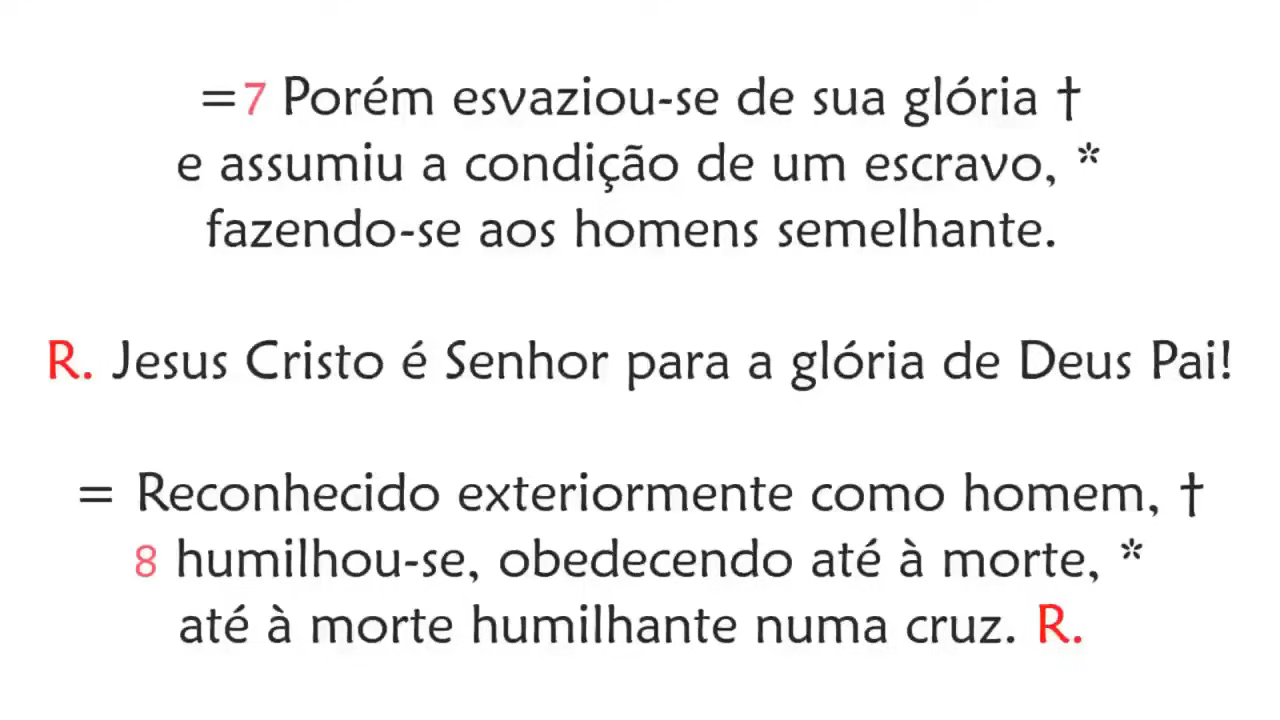 =7 Porém esvaziou-se de sua glória †
e assumiu a condição de um escravo, *
fazendo-se aos homens semelhante.
R. Jesus Cristo é Senhor para a glória de Deus Pai!
= Reconhecido exteriormente como homem, †
8 humilhou-se, obedecendo até à morte, *
até à morte humilhante numa cruz. R.